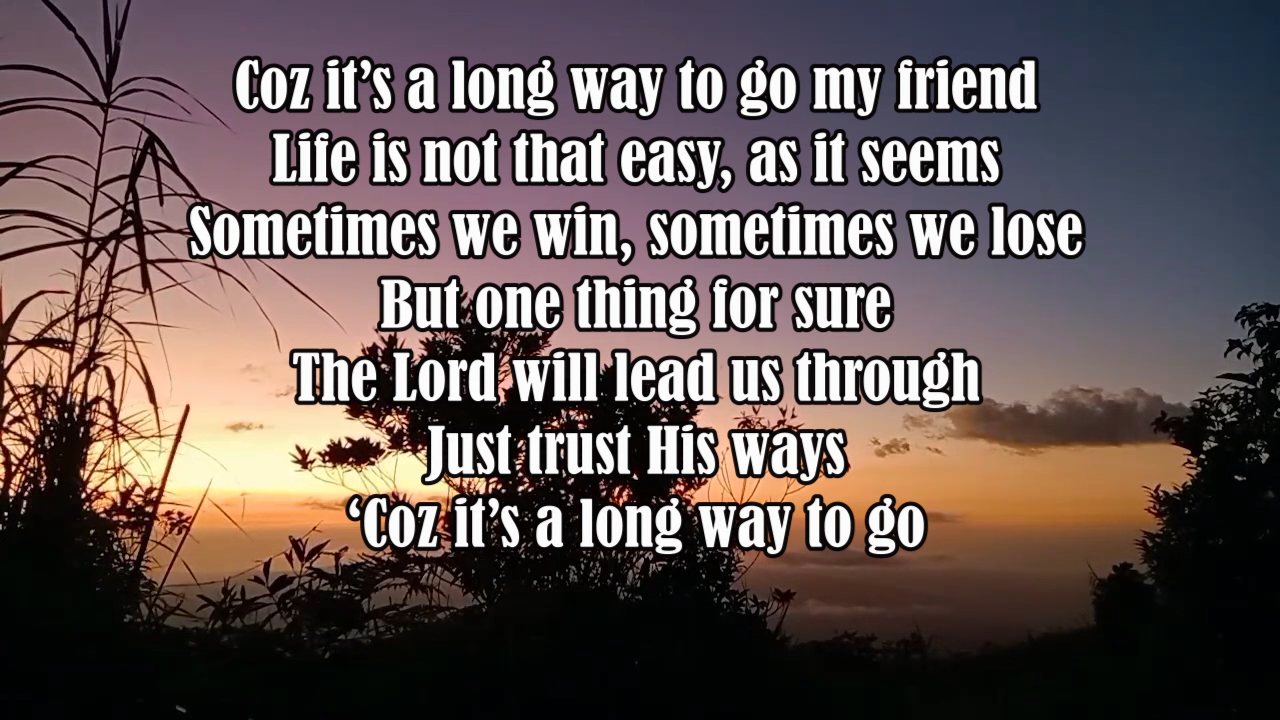 Coz it’s a long way to go my friend
Life is not that easy, as it seems
Sometimes we win, sometimes we lose
But one thing for sure
The Lord will lead us through
Just trust His ways
‘Coz it’s a long way to go